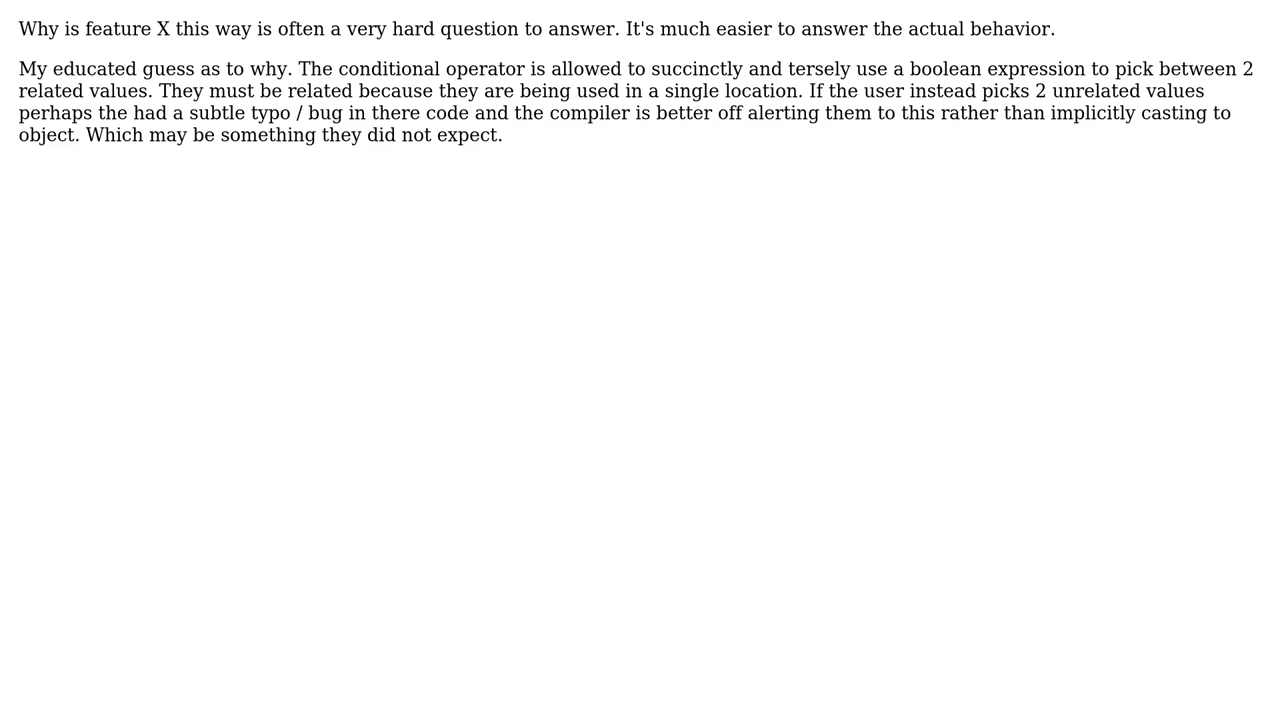 Why is feature X this way is often a very hard question to answer. It's much easier to answer the actual behavior.
My educated guess as to why. The conditional operator is allowed to succinctly and tersely use a boolean expression to pick between 2
related values. They must be related because they are being used in a single location. If the user instead picks 2 unrelated values
perhaps the had a subtle typo / bug in there code and the compiler is better off alerting them to this rather than implicitly casting to
object. Which may be something they did not expect.